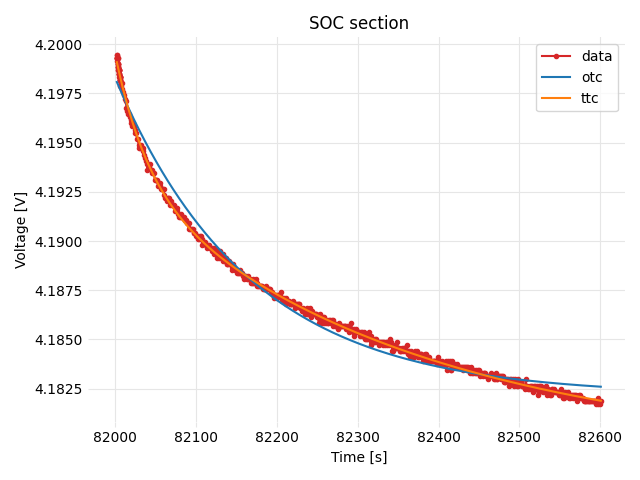 SOC section
4.2000
4.1975
4.1950
4.1925
4.1900
4.1875
4.1850
4.1825
Voltage [V]
data
otc
ttc
82000 82100 82200 82300 82400 82500 82600
Time [s]